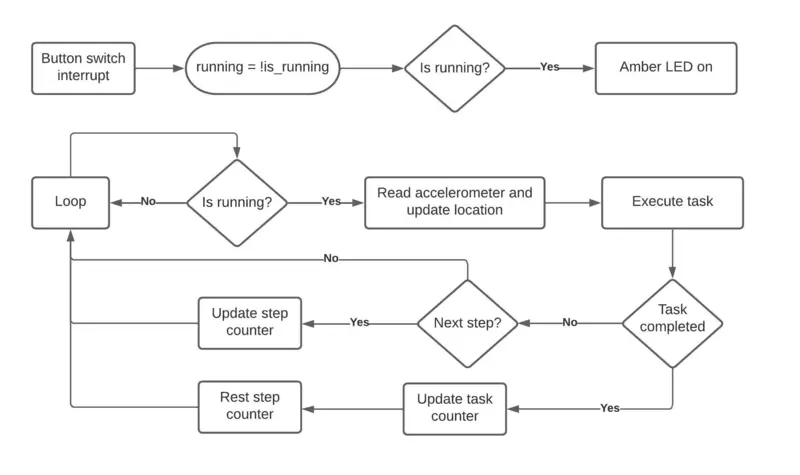 Button switch
interrupt
running = !is_running
Is running?
Yes
Amber LED on
Loop
No
Is running?
Yes
Read accelerometer and
update location
Execute task
No
Update step
counter
Yes
Next step?
No
Task
completed
Rest step
counter
Update task
counter
Yes